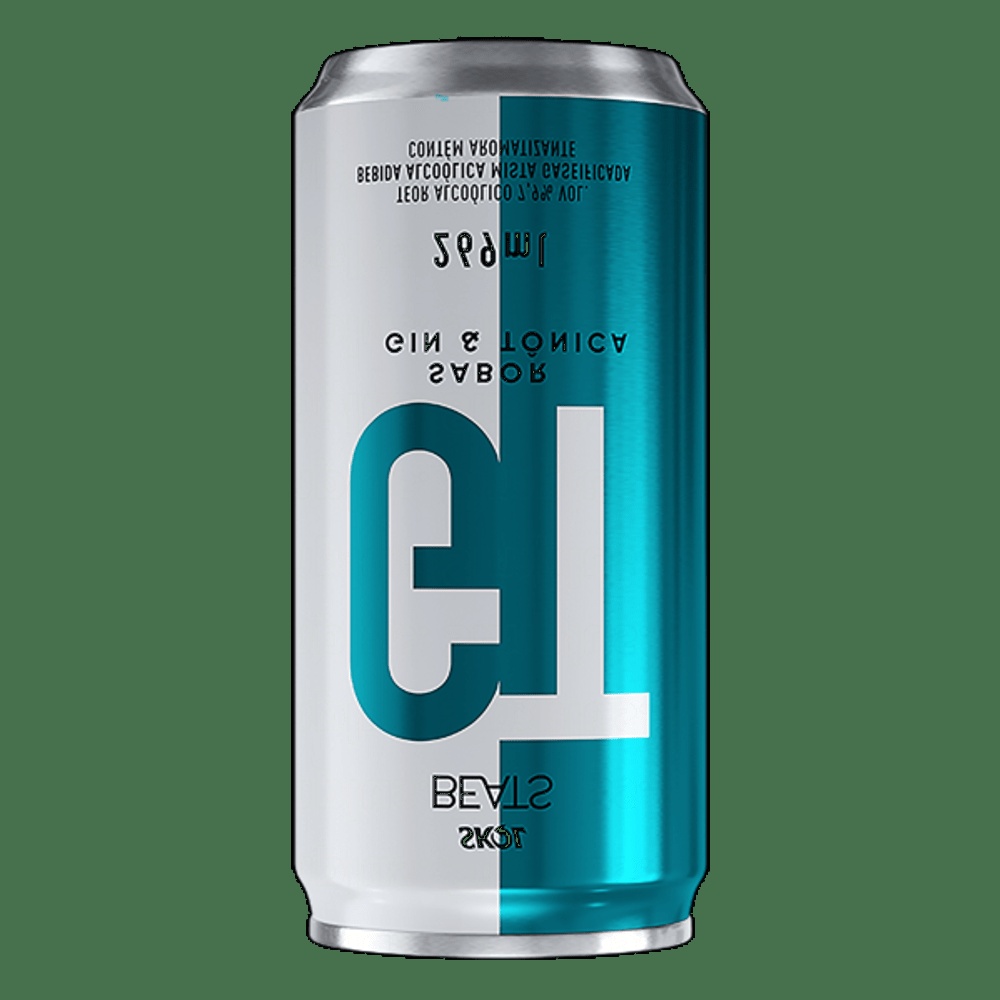 SKOL
BEATS
GT
SABOR
GIN & TÔNICA
269ml
TEOR ALCOÓLICO 7,9% VOL.
BEBIDA ALCOÓLICA MISTA GASEIFICADA
CONTÉM AROMATIZANTE